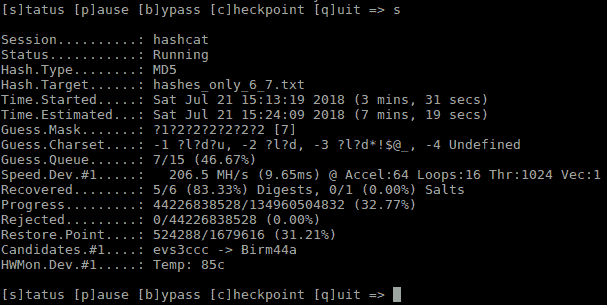 [s]tatus [p]ause [b]ypass [c]heckpoint [q]uit => s
Session..........: hashcat
Status...........: Running
Hash.Type........: MD5
Hash.Target......: hashes_only_6_7.txt
Time.Started.....: Sat Jul 21 15:13:19 2018 (3 mins, 31 secs)
Time.Estimated...: Sat Jul 21 15:24:09 2018 (7 mins, 19 secs)
Guess.Mask.......: ?1?2?2?2?2?2?2 [7]
Guess.Charset....: -1 ?l?d?u, -2 ?l?d, -3 ?l?d*!$@_, -4 Undefined
Guess.Queue......: 7/15 (46.67%)
Speed.Dev.#1.....:   206.5 MH/s (9.65ms) @ Accel:64 Loops:16 Thr:1024 Vec:1
Recovered........: 5/6 (83.33%) Digests, 0/1 (0.00%) Salts
Progress.........: 44226838528/134960504832 (32.77%)
Rejected.........: 0/44226838528 (0.00%)
Restore.Point....: 524288/1679616 (31.21%)
Candidates.#1....: evs3ccc -> Birm44a
HWMon.Dev.#1.....: Temp: 85c
[s]tatus [p]ause [b]ypass [c]heckpoint [q]uit =>